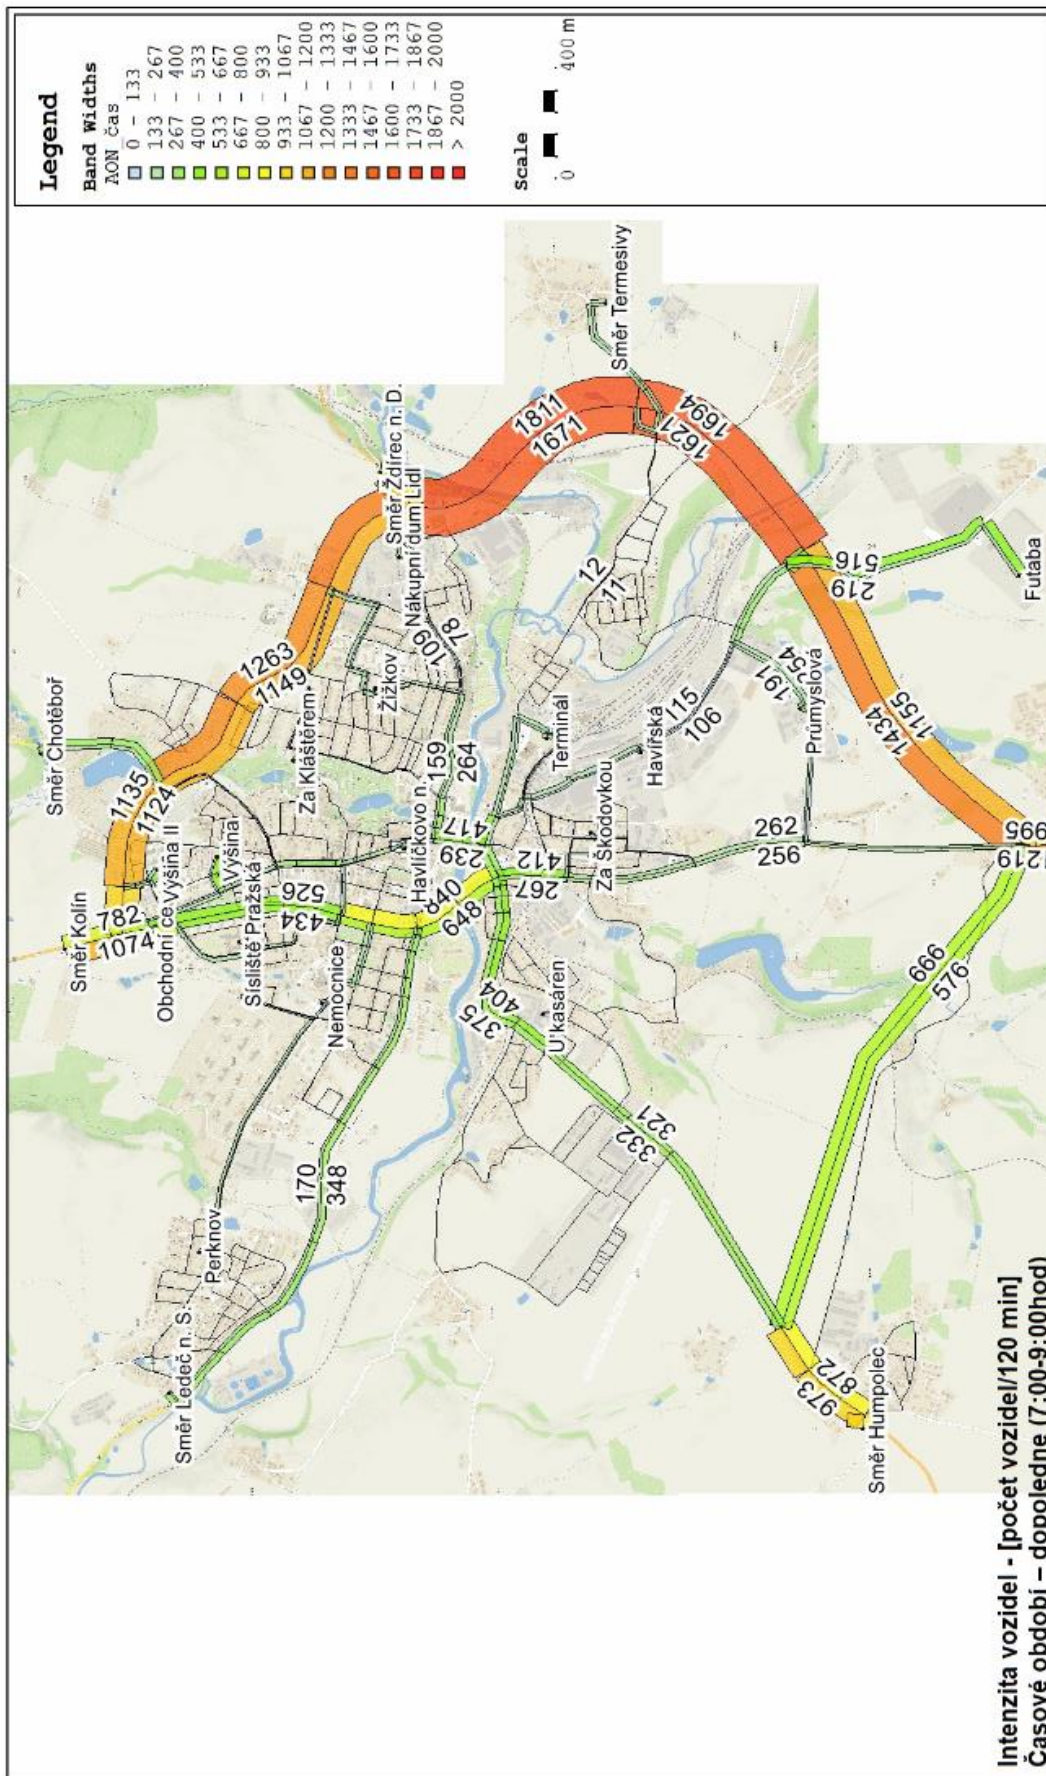 Legend
Band Widths
AON_čas
0 – 133
133 – 267
267 – 400
400 – 533
533 – 667
667 – 800
800 – 933
933 – 1067
1067 – 1200
1200 – 1333
1333 – 1467
1467 – 1600
1600 – 1733
1733 – 1867
1867 – 2000
> 2000
Scale
0
400 m
Směr Kolín
782
1074
Směr Chotěboř
1135
1124
Obchodní ce
Výšina II
Výšina
Sísliliště Pražská
526
434
1263
1149
Za Klášterem
Směr Ždírec n. D.
Nákupní dum Lidl
Žižkov
109
78
Nemocnice
Havlíčkovo n.
159
264
840
648
417
239
412
267
1811
1671
Směr Termesivy
1621
1694
12
11
Terminál
Havířská
115
106
Za Škodovkou
191
254
Průmyslová
262
256
516
219
Futaba
1434
1155
Perknov
Směr Ledeč n. S.
170
348
404
375
U kasáren
321
332
666
576
973
872
Směr Humpolec
Intenzita vozidel - [počet vozidel/120 min]
Časové období – dopoledne (7:00-9:00hod)